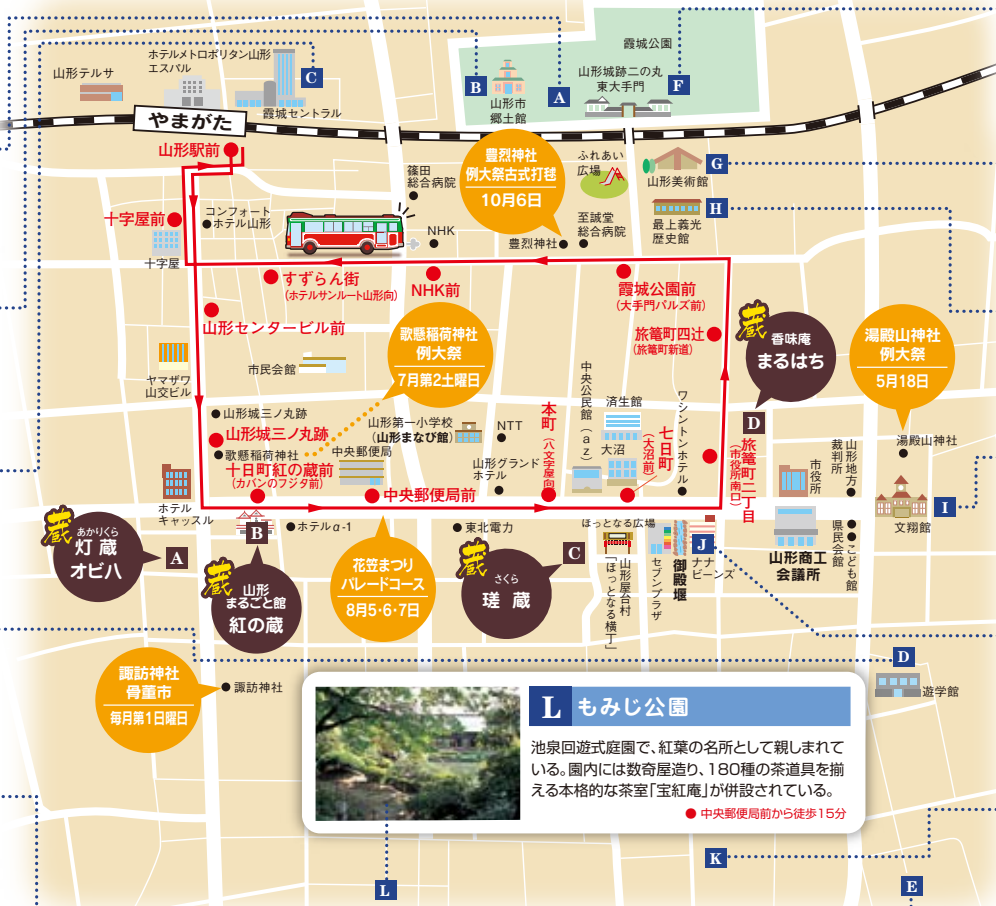 山形テルサ
ホテルメトロポリタン山形
エスパル
C
霞城セントラル
やまがた
霞城公園
B
山形市
郷土館
A
山形城跡二の丸
東大手門
F
山形駅前
篠田
総合病院
豊烈神社
例大祭古式打毬
10月6日
ふれあい
広場
山形美術館
G
最上義光
歴史館
H
十字屋前
十字屋
コンフォート
ホテル山形
NHK
豊烈神社
至誠堂
総合病院
すずらん街
(ホテルサンルート山形向)
NHK前
霞城公園前
(大手門パルズ前)
山形センタービル前
歌懸稲荷神社
例大祭
7月第2土曜日
旅篭町四辻
(旅篭町新道)
蔵
香味庵
まるはち
D
湯殿山神社
例大祭
5月18日
ヤマザワ
山交ビル
市民会館
中央公民館(az)
済生館
大沼
ワシントンホテル
山形城三ノ丸跡
山形城三ノ丸跡
歌懸稲荷神社
山形第一小学校
(山形まなび館)
NTT
本町
(八文字屋向)
七日町
(大沼前)
旅篭町二丁目
(市役所南口)
市役所
山形地方
裁判所
湯殿山神社
十日町紅の蔵前
(カバンのフジタ前)
中央郵便局
中央郵便局前
山形グランド
ホテル
ホテル
キャッスル
B
ホテルα-1
東北電力
ほっとなる広場
山形屋台村
「ほっとなる横丁」
セブンプラザ
御殿堰
J
ナナ
ビーンズ
山形商工
会議所
県民会館
こども館
文翔館
I
蔵
あかりくら
灯蔵
オビハ
A
蔵
山形
まるごと館
紅の蔵
花笠まつり
パレードコース
8月5・6・7日
蔵
さくら
瑳蔵
C
諏訪神社
骨董市
毎月第1日曜日
諏訪神社
D
遊学館
L もみじ公園
池泉回遊式庭園で、紅葉の名所として親しまれて
いる。園内には数奇屋造り、180種の茶道具を揃
える本格的な茶室「宝紅庵」が併設されている。
中央郵便局前から徒歩15分
K
L
E